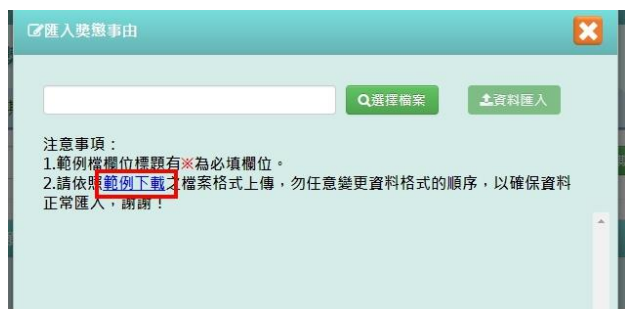 匯入獎懲事由
選擇檔案
資料匯入
注意事項：
1.範例檔欄位標題有※為必填欄位。
2.請依照範例下載之檔案格式上傳，勿任意變更資料格式的順序，以確保資料
正常匯入，謝謝！